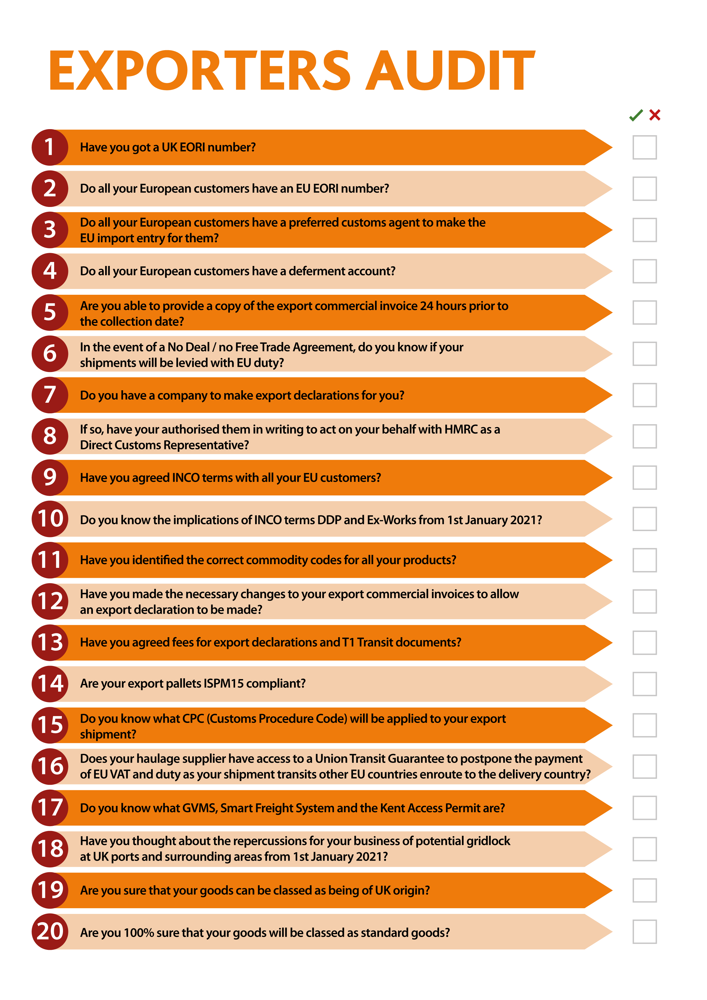 EXPORTERS AUDIT
1
Have you got a UK EORI number?
2
Do all your European customers have an EU EORI number?
3
Do all your European customers have a preferred customs agent to make the
EU import entry for them?
4
Do all your European customers have a deferment account?
5
Are you able to provide a copy of the export commercial invoice 24 hours prior to
the collection date?
6
In the event of a No Deal / no Free Trade Agreement, do you know if your
shipments will be levied with EU duty?
7
Do you have a company to make export declarations for you?
8
If so, have your authorised them in writing to act on your behalf with HMRC as a
Direct Customs Representative?
9
Have you agreed INCO terms with all your EU customers?
10
Do you know the implications of INCO terms DDP and Ex-Works from 1st January 2021?
11
Have you identified the correct commodity codes for all your products?
12
Have you made the necessary changes to your export commercial invoices to allow
an export declaration to be made?
13
Have you agreed fees for export declarations and T1 Transit documents?
14
Are your export pallets ISPM15 compliant?
15
Do you know what CPC (Customs Procedure Code) will be applied to your export
shipment?
16
Does your haulage supplier have access to a Union Transit Guarantee to postpone the payment
of EU VAT and duty as your shipment transits other EU countries enroute to the delivery country?
17
Do you know what GVMS, Smart Freight System and the Kent Access Permit are?
18
Have you thought about the repercussions for your business of potential gridlock
at UK ports and surrounding areas from 1st January 2021?
19
Are you sure that your goods can be classed as being of UK origin?
20
Are you 100% sure that your goods will be classed as standard goods?